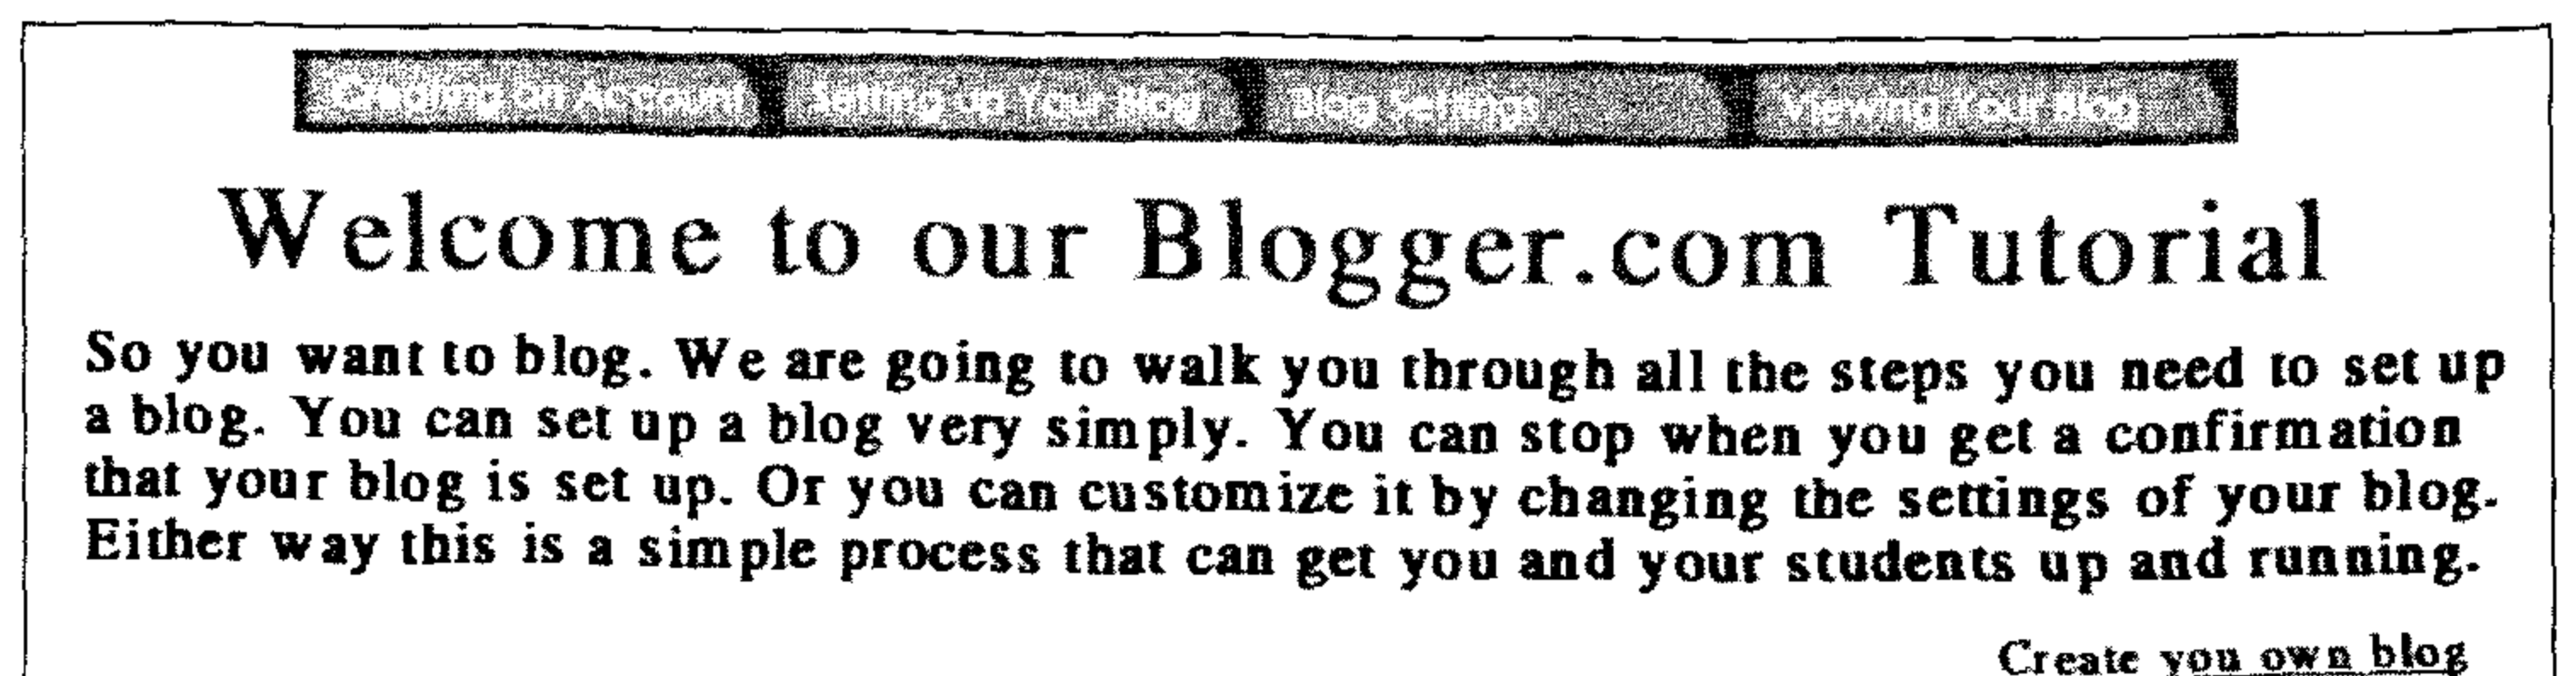 Creating an Account Setting up Your Blog Blog Settings Viewing Your Blog
Welcome to our Blogger.com Tutorial
So you want to blog. We are going to walk you through all the steps you need to set up
a blog. You can set up a blog very simply. You can stop when you get a confirmation
that your blog is set up. Or you can customize it by changing the settings of your blog.
Either way this is a simple process that can get you and your students up and running.
Create you own blog